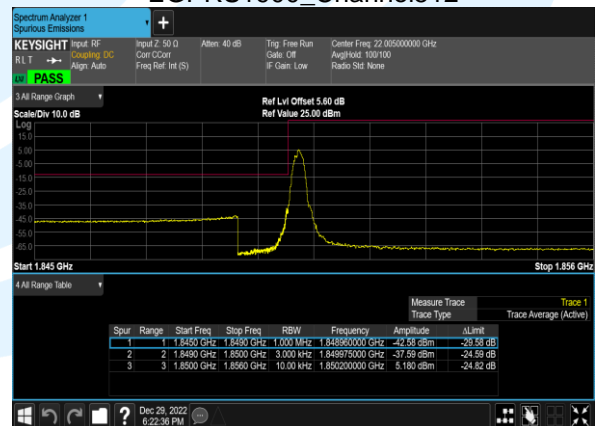 Spectrum Analyzer 1
Spurious Emissions
KEYSIGHT Input: RF Input Z: 50 Ω Atten: 40 dB Trig: Free Run Center Freq: 22.005000000 GHz
RLT Coupling: DC Corr CCorr Gate: Off Avg|Hold: 100/100
Align: Auto Freq Ref: Int (S) IF Gain: Low Radio Std: None
PASS
3 All Range Graph
Ref Lvl Offset 5.60 dB
Scale/Div 10.0 dB Ref Value 25.00 dBm
Log
15.0
5.00
-5.00
-15.0
-25.0
-35.0
-45.0
-55.0
-65.0
Start 1.845 GHz Stop 1.856 GHz
4 All Range Table
Measure Trace Trace 1
Trace Type Trace Average (Active)
Spur Range Start Freq Stop Freq RBW Frequency Amplitude ΔLimit
1 1 1.8450 GHz 1.8490 GHz 1.000 MHz 1.848960000 GHz -42.58 dBm -29.58 dB
2 2 1.8490 GHz 1.8500 GHz 3.000 kHz 1.849975000 GHz -37.59 dBm -24.59 dB
3 3 1.8500 GHz 1.8560 GHz 10.00 kHz 1.850200000 GHz 5.180 dBm -24.82 dB
? Dec 29, 2022
6:22:36 PM